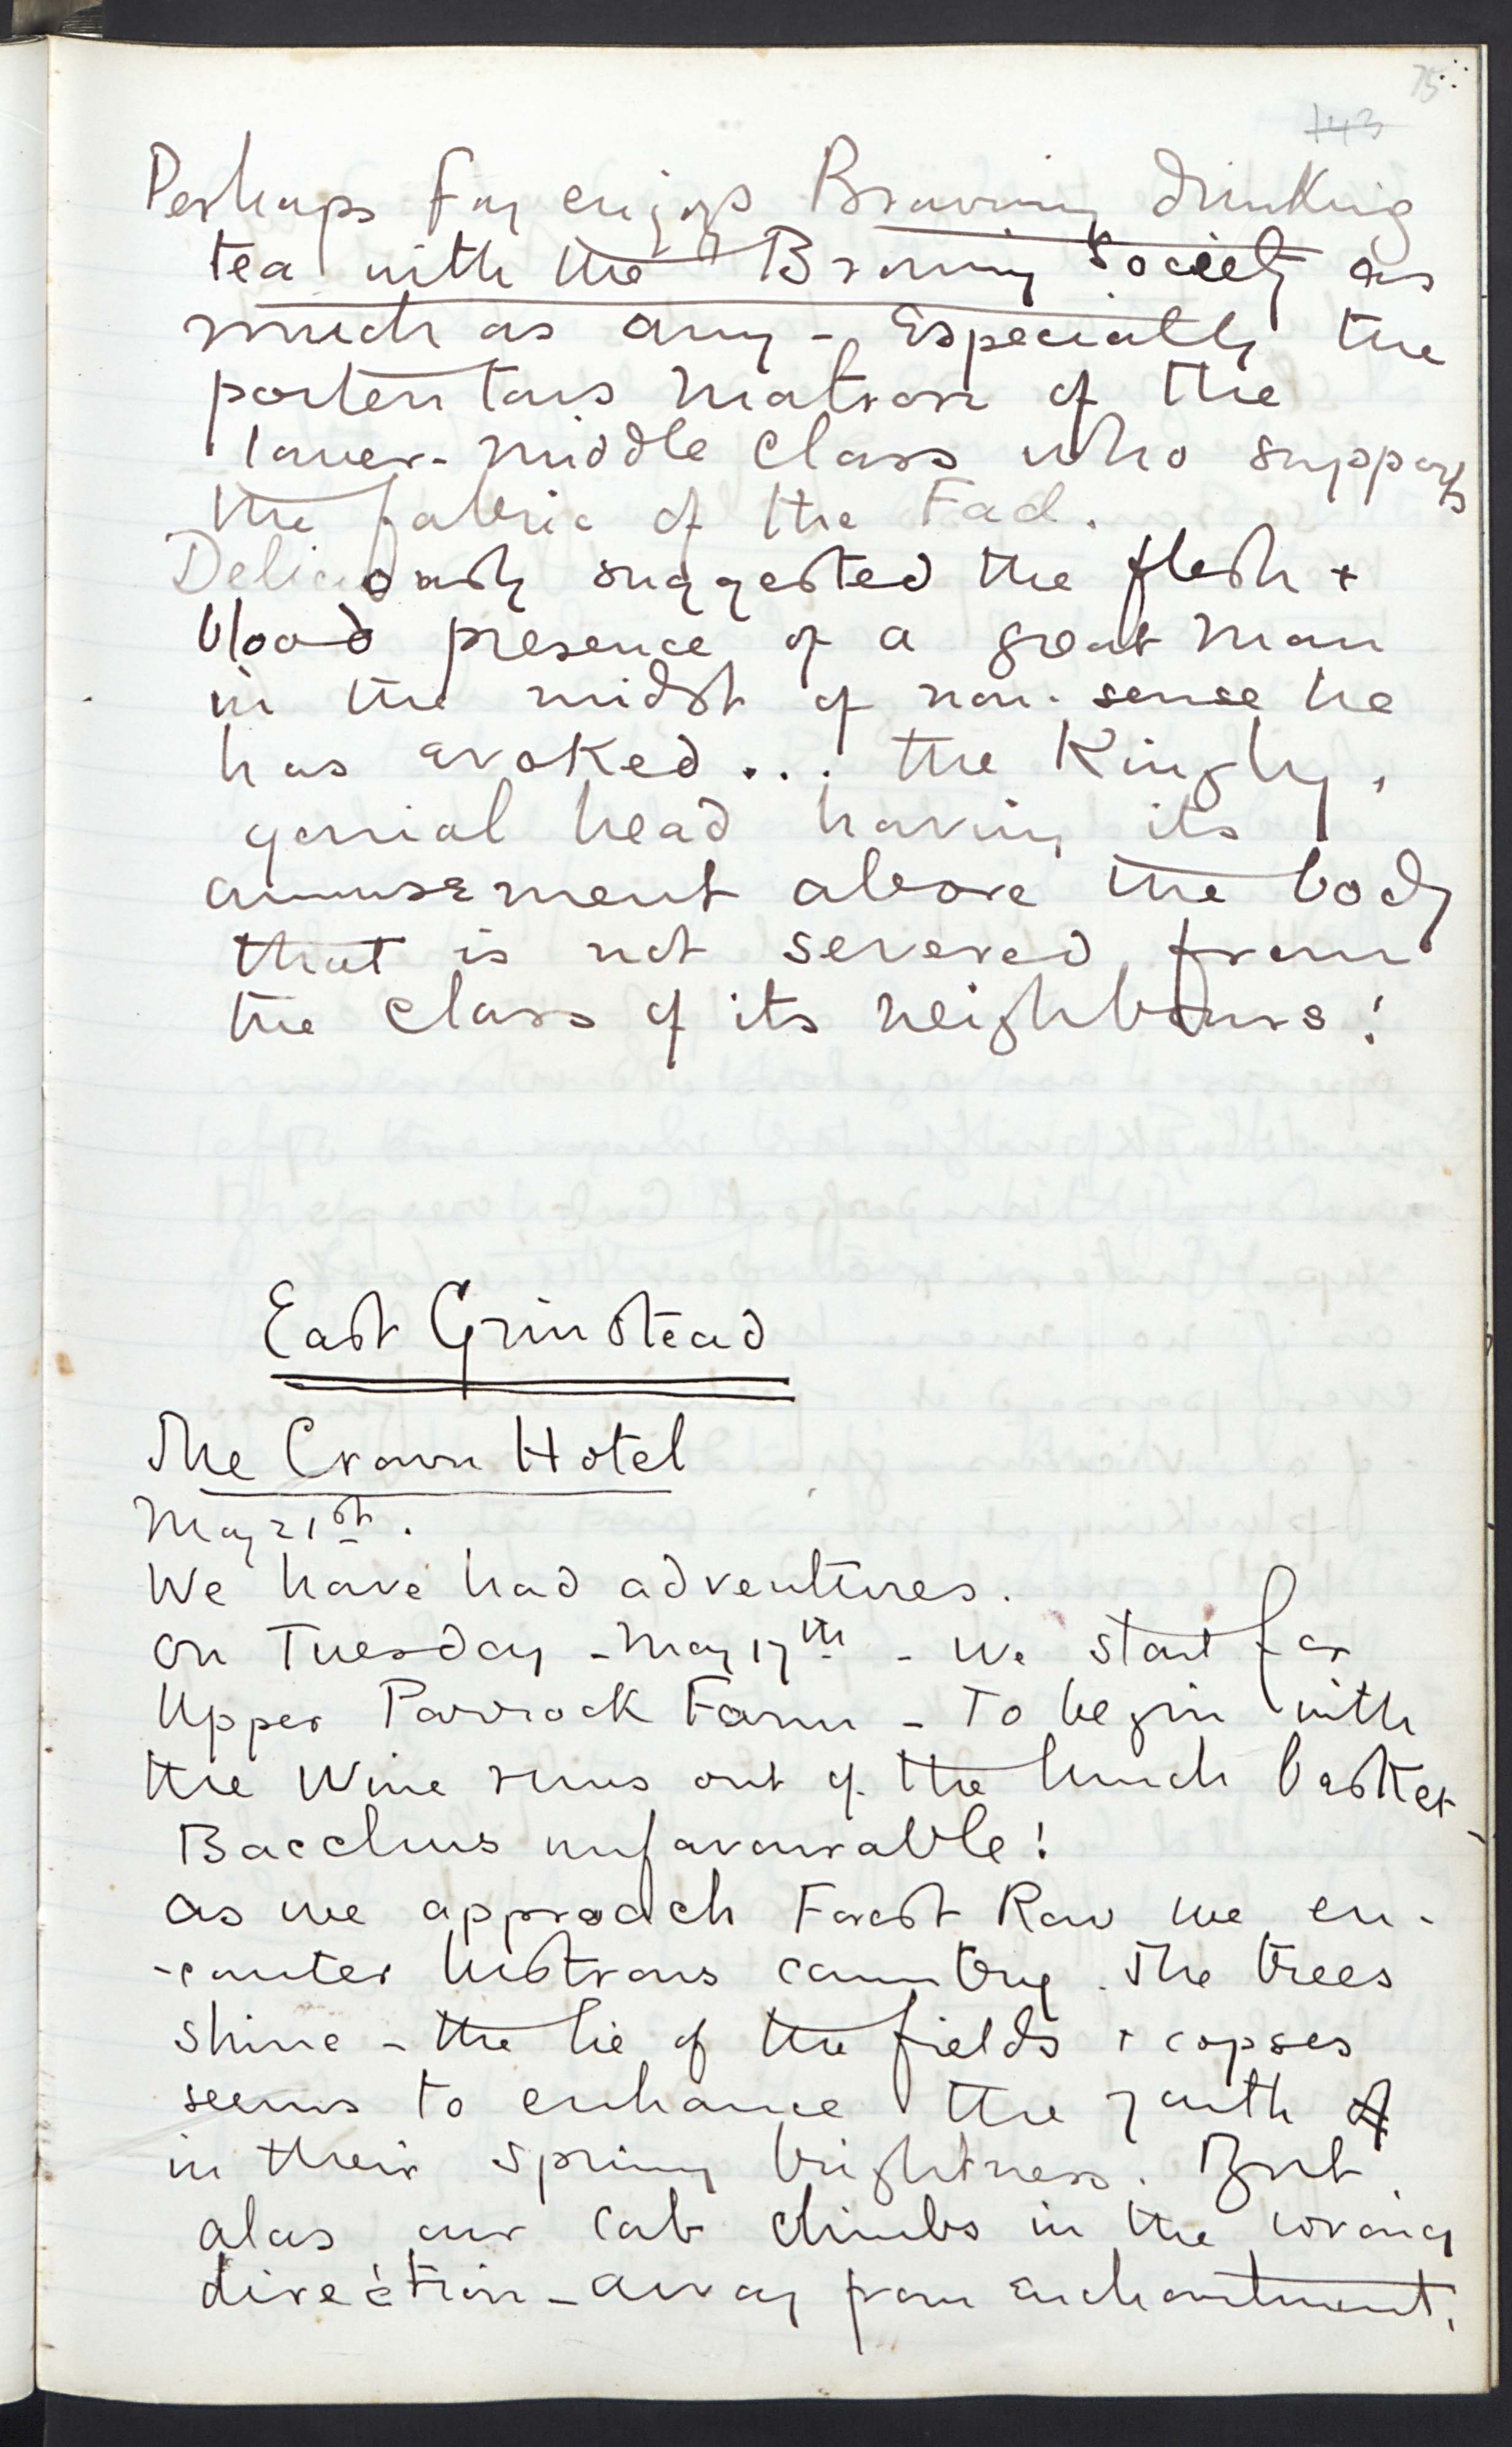 75
143
Perhaps Fay enjoys Browning drinking
tea with the Browning Society as
much as any - Especially the
portentous matron of the
lower-middle class who supports
the fabric of the Fad.
Deliciously suggested the flesh +
blood presence of a great man
in the midst of non-sense he
has evoked... the Kingly,
genial head having its
amusement above the body
that is not severed from
the class of its neighbours!
East Grinstead
The Crown Hotel
May 21st.
We have had adventures.
On Tuesday - May 17th - we start for
Upper Parrock Farm - To begin with
the Wine runs out of the lunch basket -
Bacchus unfavourable!
As we approach Forest Row we en-
-counter lustrous country. The trees
shine - the lie of the fields + copses
seems to enhance the youth
in their spring brightness. But
alas our cab climbs in the wrong
direction - away from enchantment.